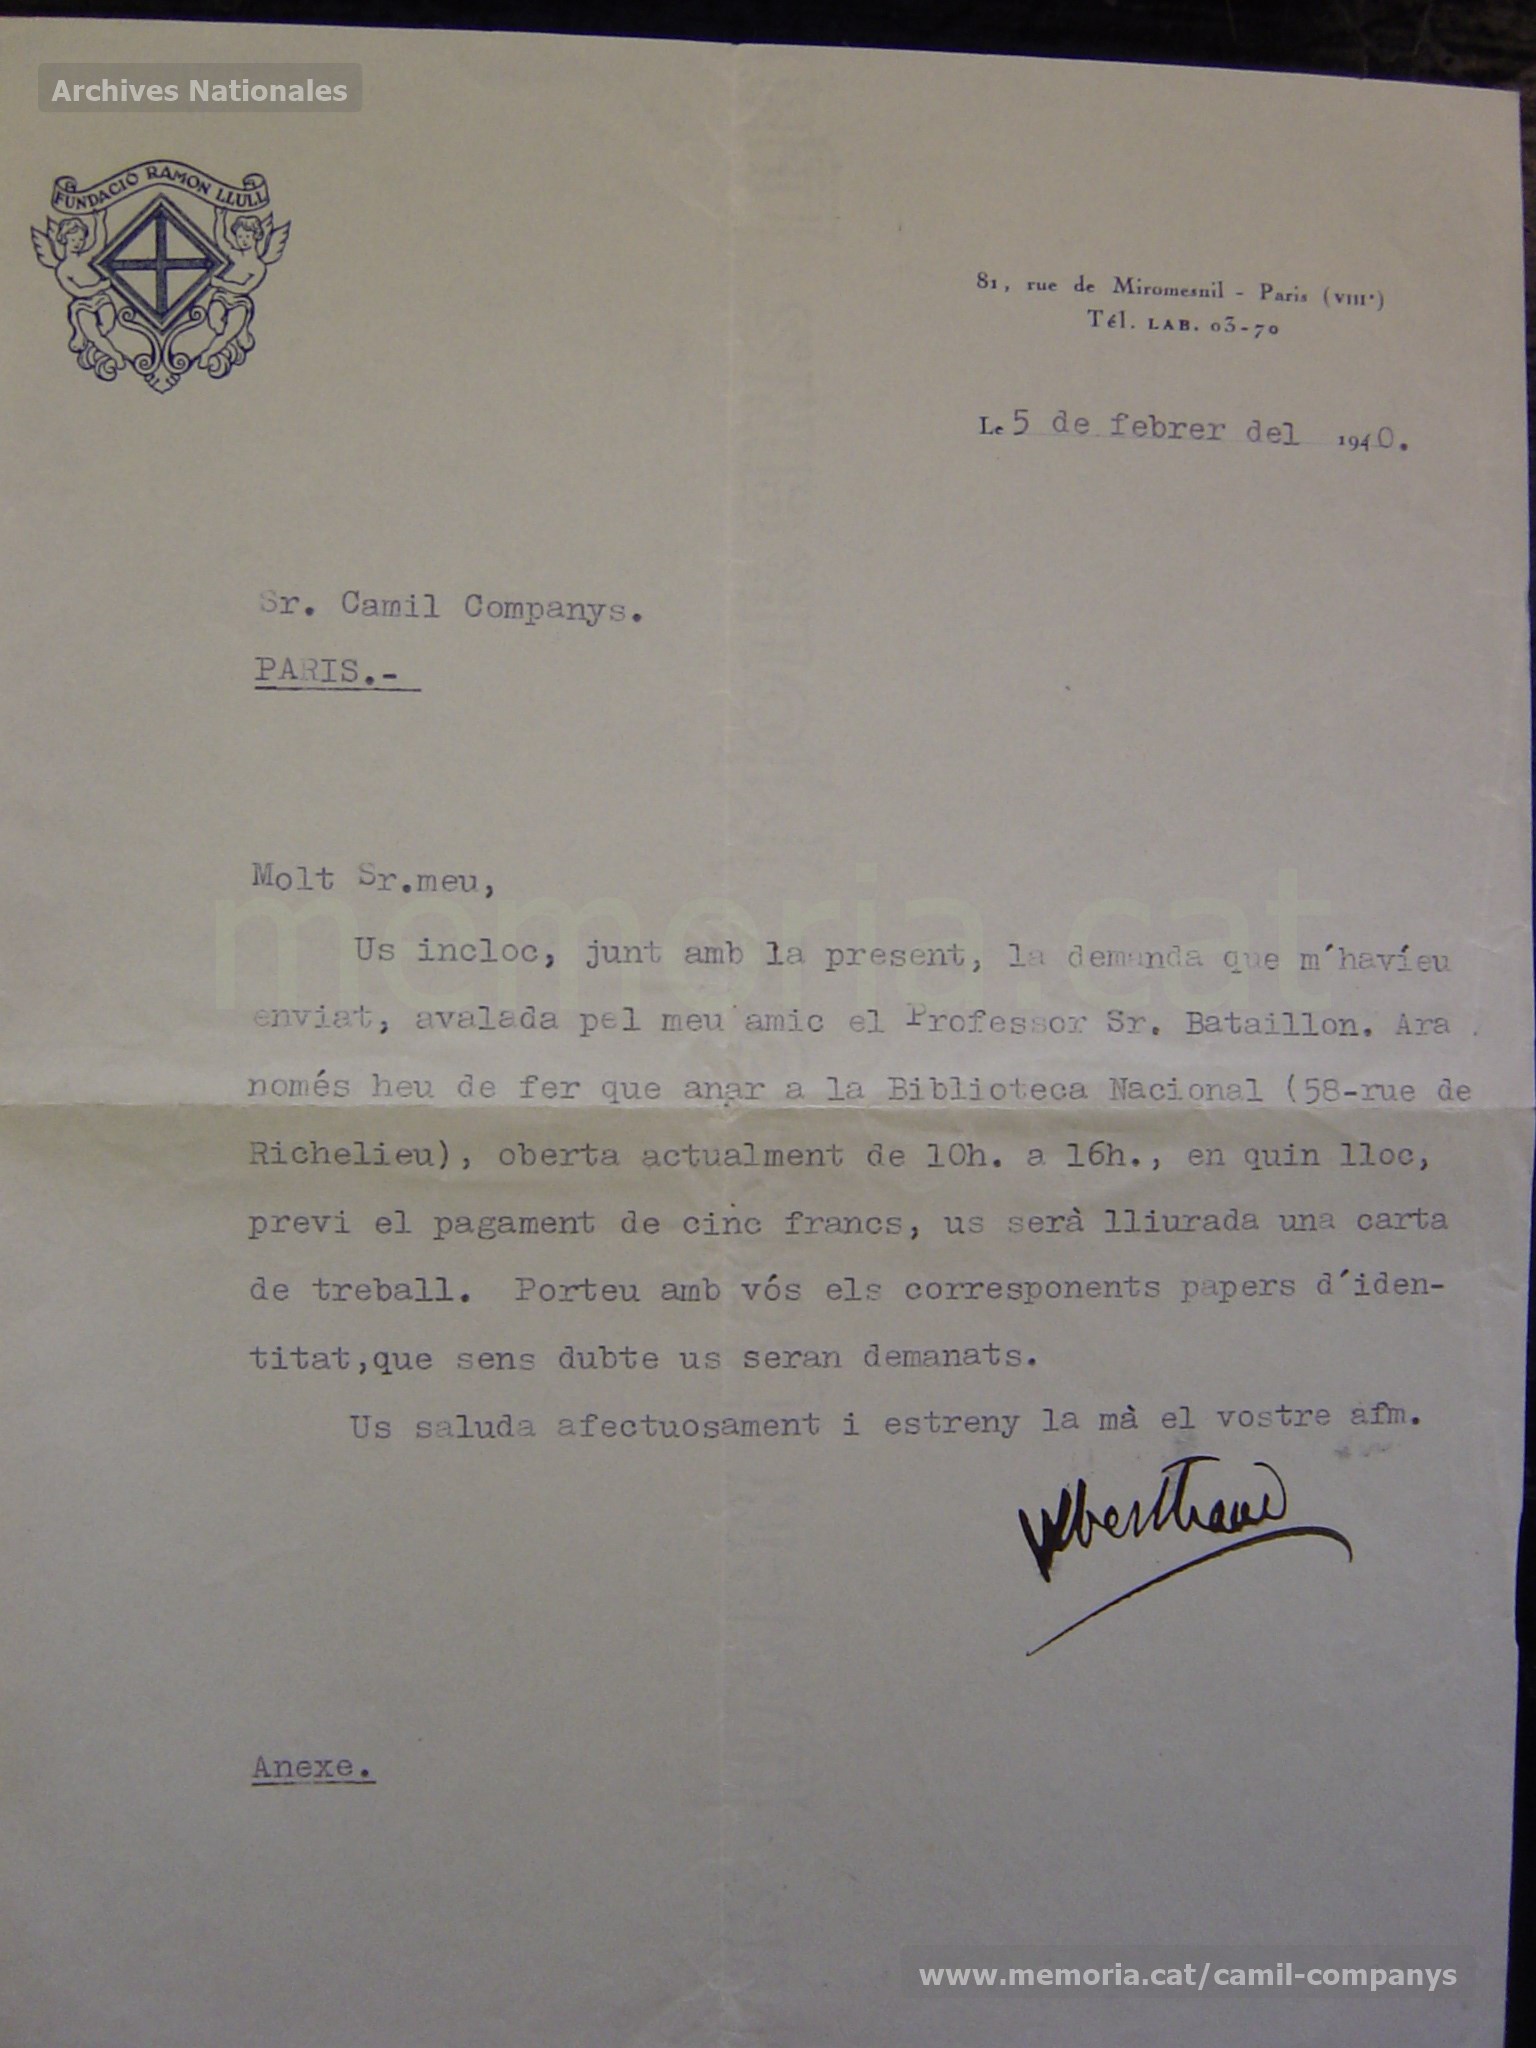 Archives Nationales
FUNDACIÓ RAMON LLULL
81, rue de Miromesnil - Paris (VIIIe)
Tél. LAB. 03-70
Le 5 de febrer del 1940.
Sr. Camil Companys.
PARIS.-
Molt Sr.meu,
Us incloc, junt amb la present, la demanda que m´havíeu
enviat, avalada pel meu amic el Professor Sr. Bataillon. Ara
només heu de fer que anar a la Biblioteca Nacional (58-rue de
Richelieu), oberta actualment de 10h. a 16h., en quin lloc,
previ el pagament de cinc francs, us serà lliurada una carta
de treball. Porteu amb vós els corresponents papers d´iden-
titat,que sens dubte us seran demanats.
Us saluda afectuosament i estreny la mà el vostre afm.
Anexe.
memoria.cat
www.memoria.cat/camil-companys